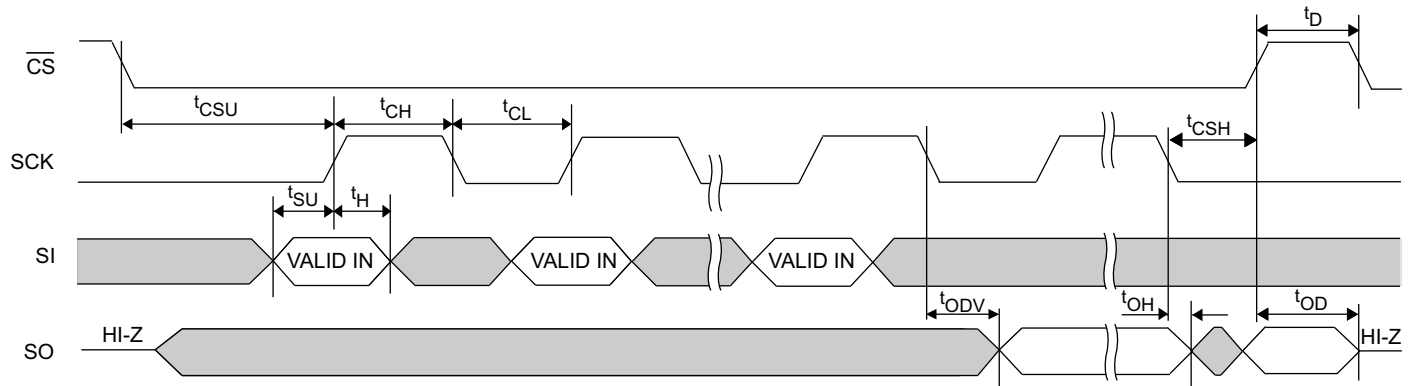 tD
CS
tCSU
tCH
tCL
tCSH
SCK
tSU
tH
SI
VALID IN
VALID IN
VALID IN
tODV
tOH
tOD
SO
HI-Z
HI-Z